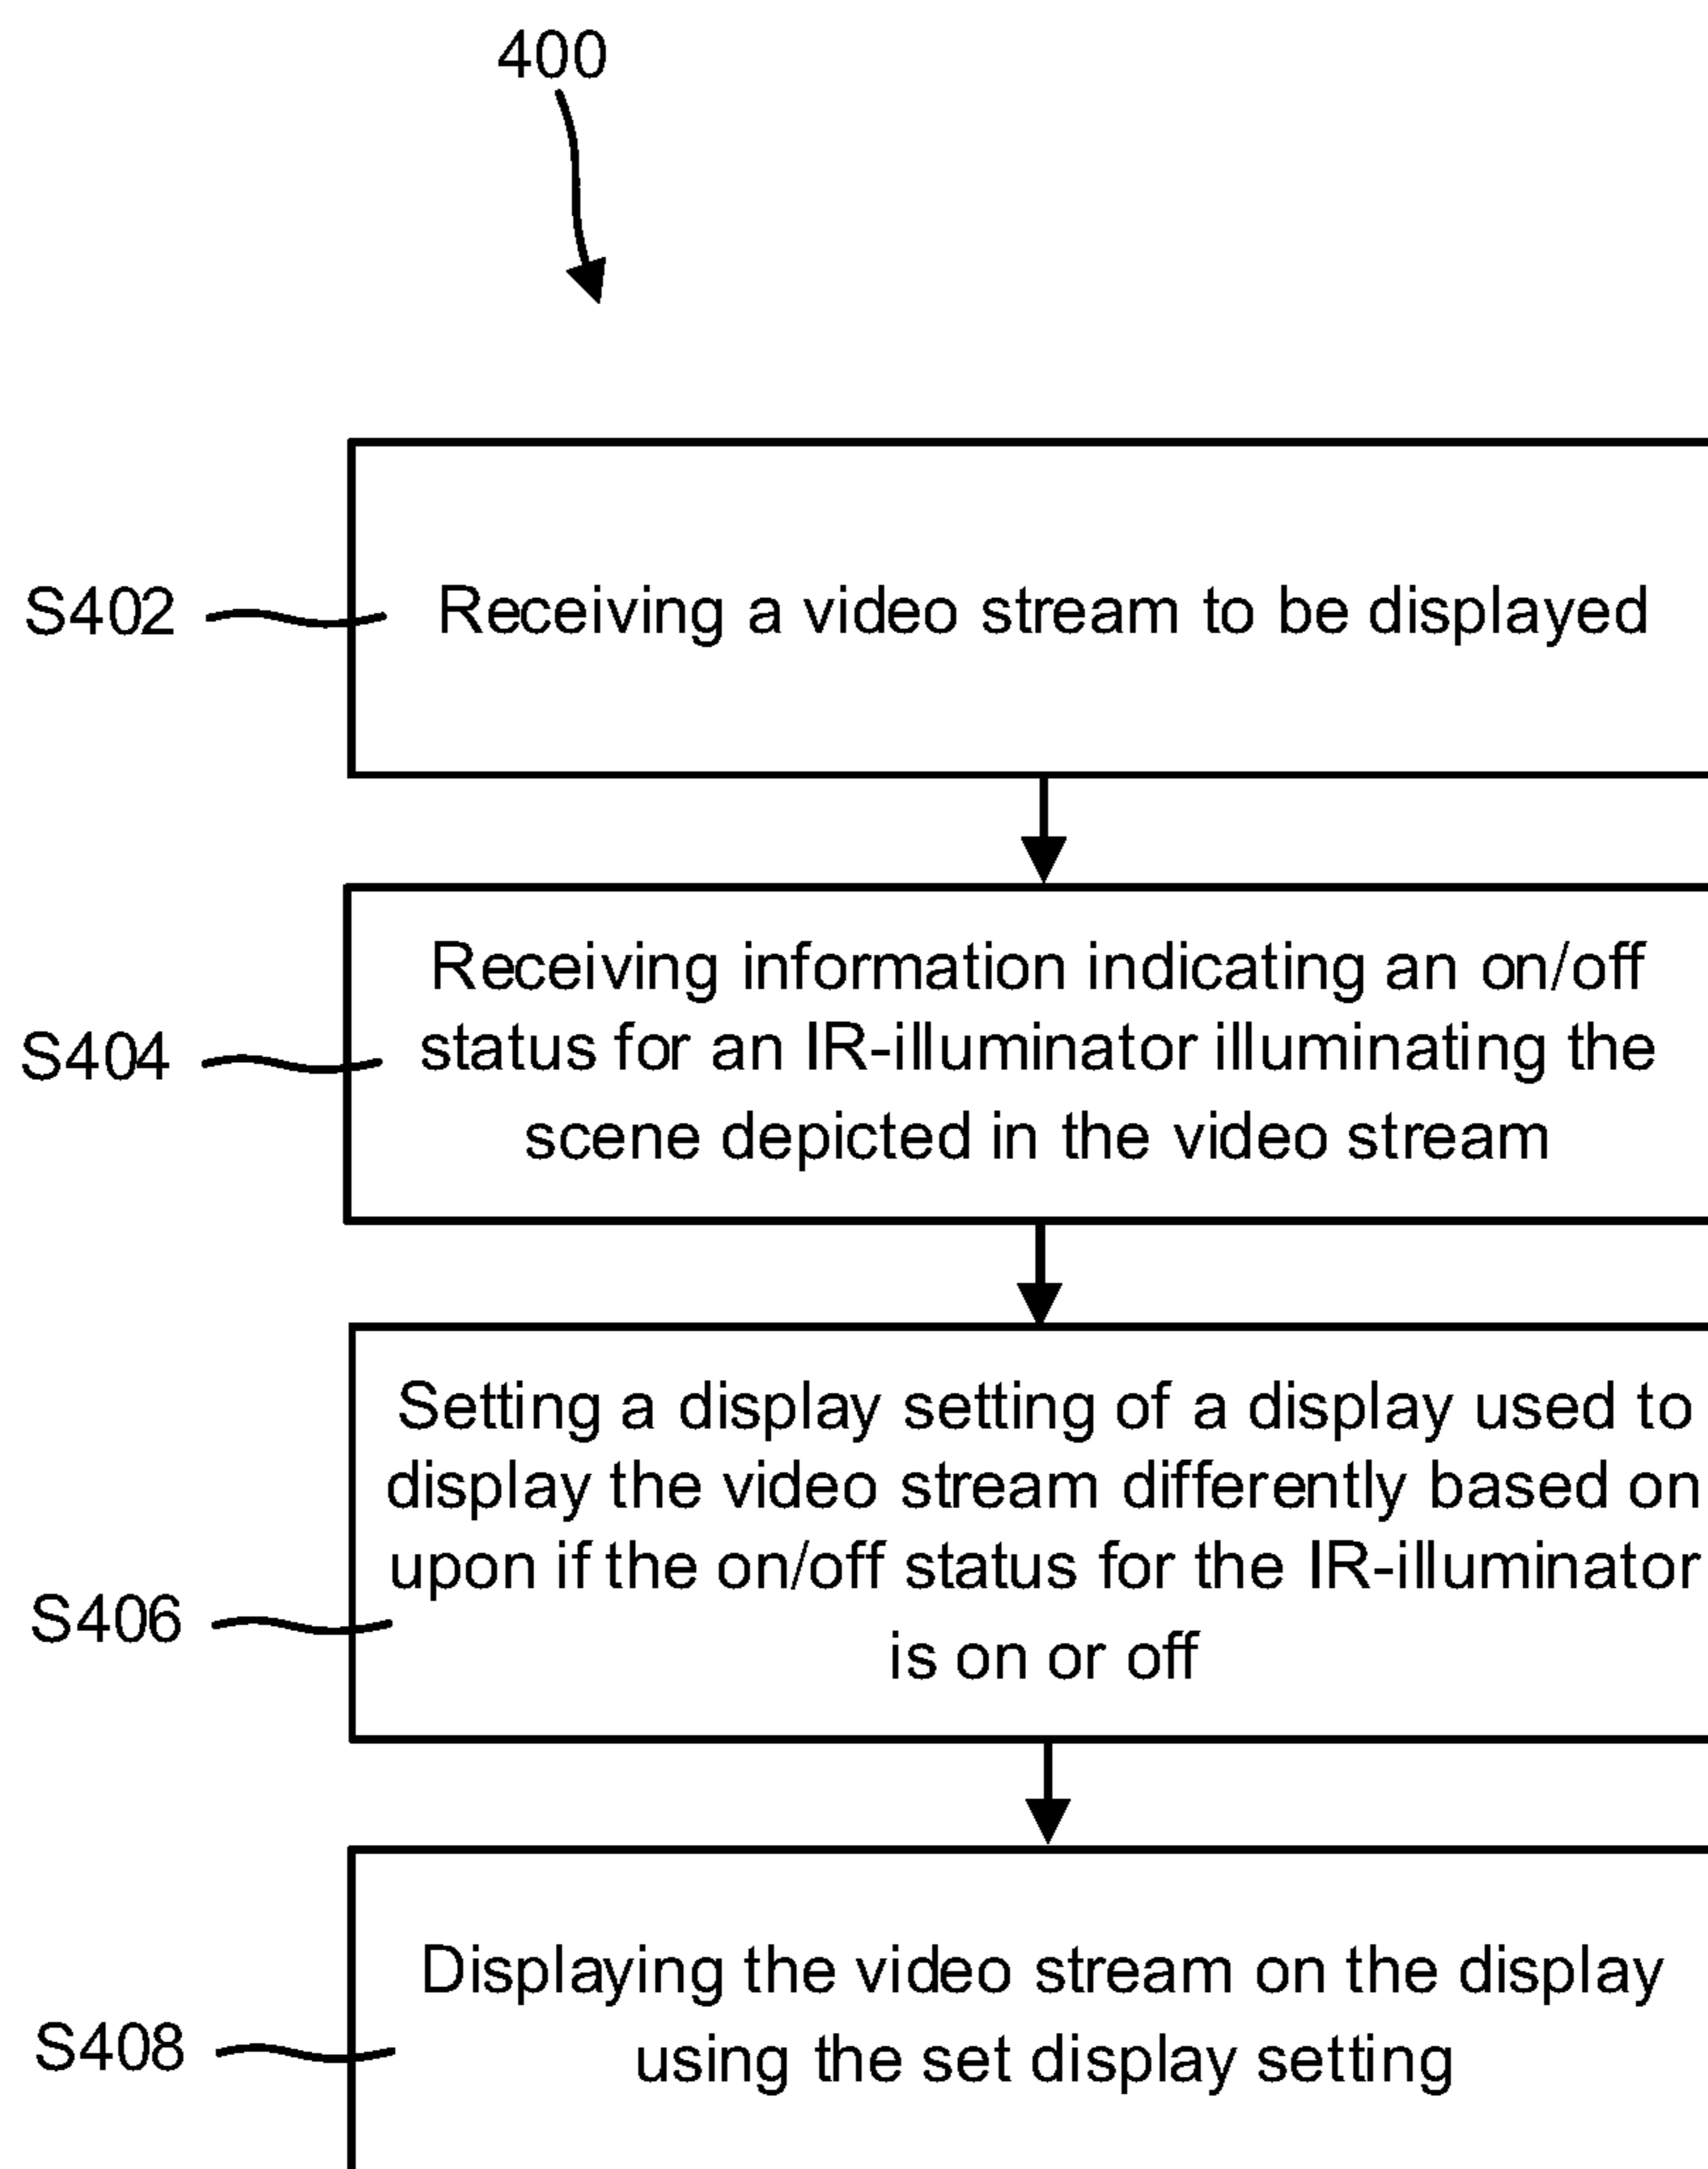 400
S402
Receiving a video stream to be displayed
S404
Receiving information indicating an on/off
status for an IR-illuminator illuminating the
scene depicted in the video stream
S406
Setting a display setting of a display used to
display the video stream differently based on
upon if the on/off status for the IR-illuminator
is on or off
S408
Displaying the video stream on the display
using the set display setting